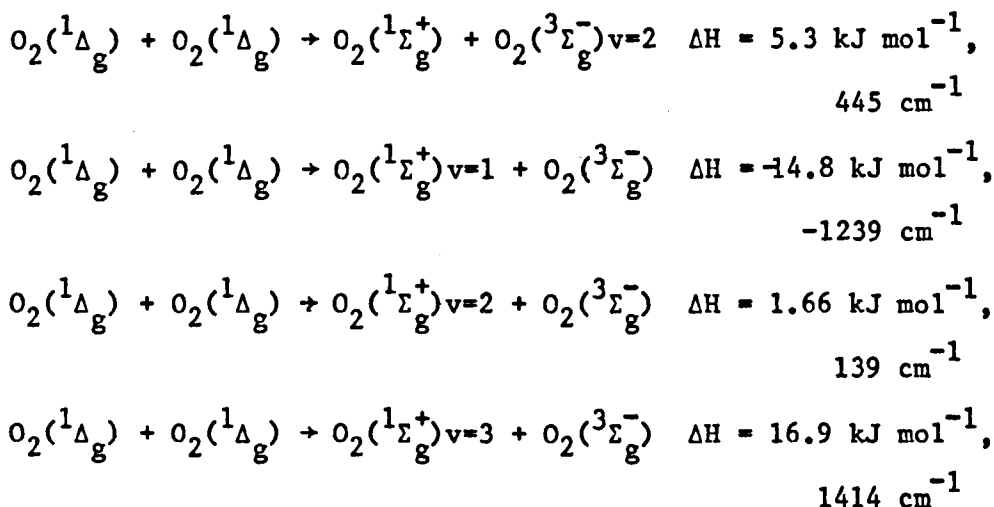 O₂(¹Δg) + O₂(¹Δg) → O₂(¹Σg⁺) + O₂(³Σg⁻)v=2 ΔH = 5.3 kJ mol⁻¹,
445 cm⁻¹
O₂(¹Δg) + O₂(¹Δg) → O₂(¹Σg⁺)v=1 + O₂(³Σg⁻) ΔH = -14.8 kJ mol⁻¹,
-1239 cm⁻¹
O₂(¹Δg) + O₂(¹Δg) → O₂(¹Σg⁺)v=2 + O₂(³Σg⁻) ΔH = 1.66 kJ mol⁻¹,
139 cm⁻¹
O₂(¹Δg) + O₂(¹Δg) → O₂(¹Σg⁺)v=3 + O₂(³Σg⁻) ΔH = 16.9 kJ mol⁻¹,
1414 cm⁻¹